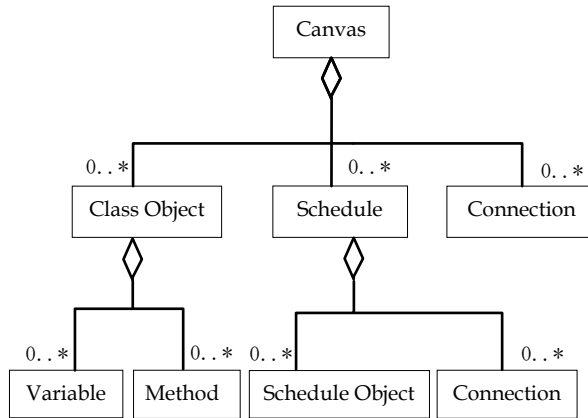 Canvas
0..* 0..* 0..*
Class Object Schedule Connection
0..* 0..* 0..* 0..*
Variable Method Schedule Object Connection